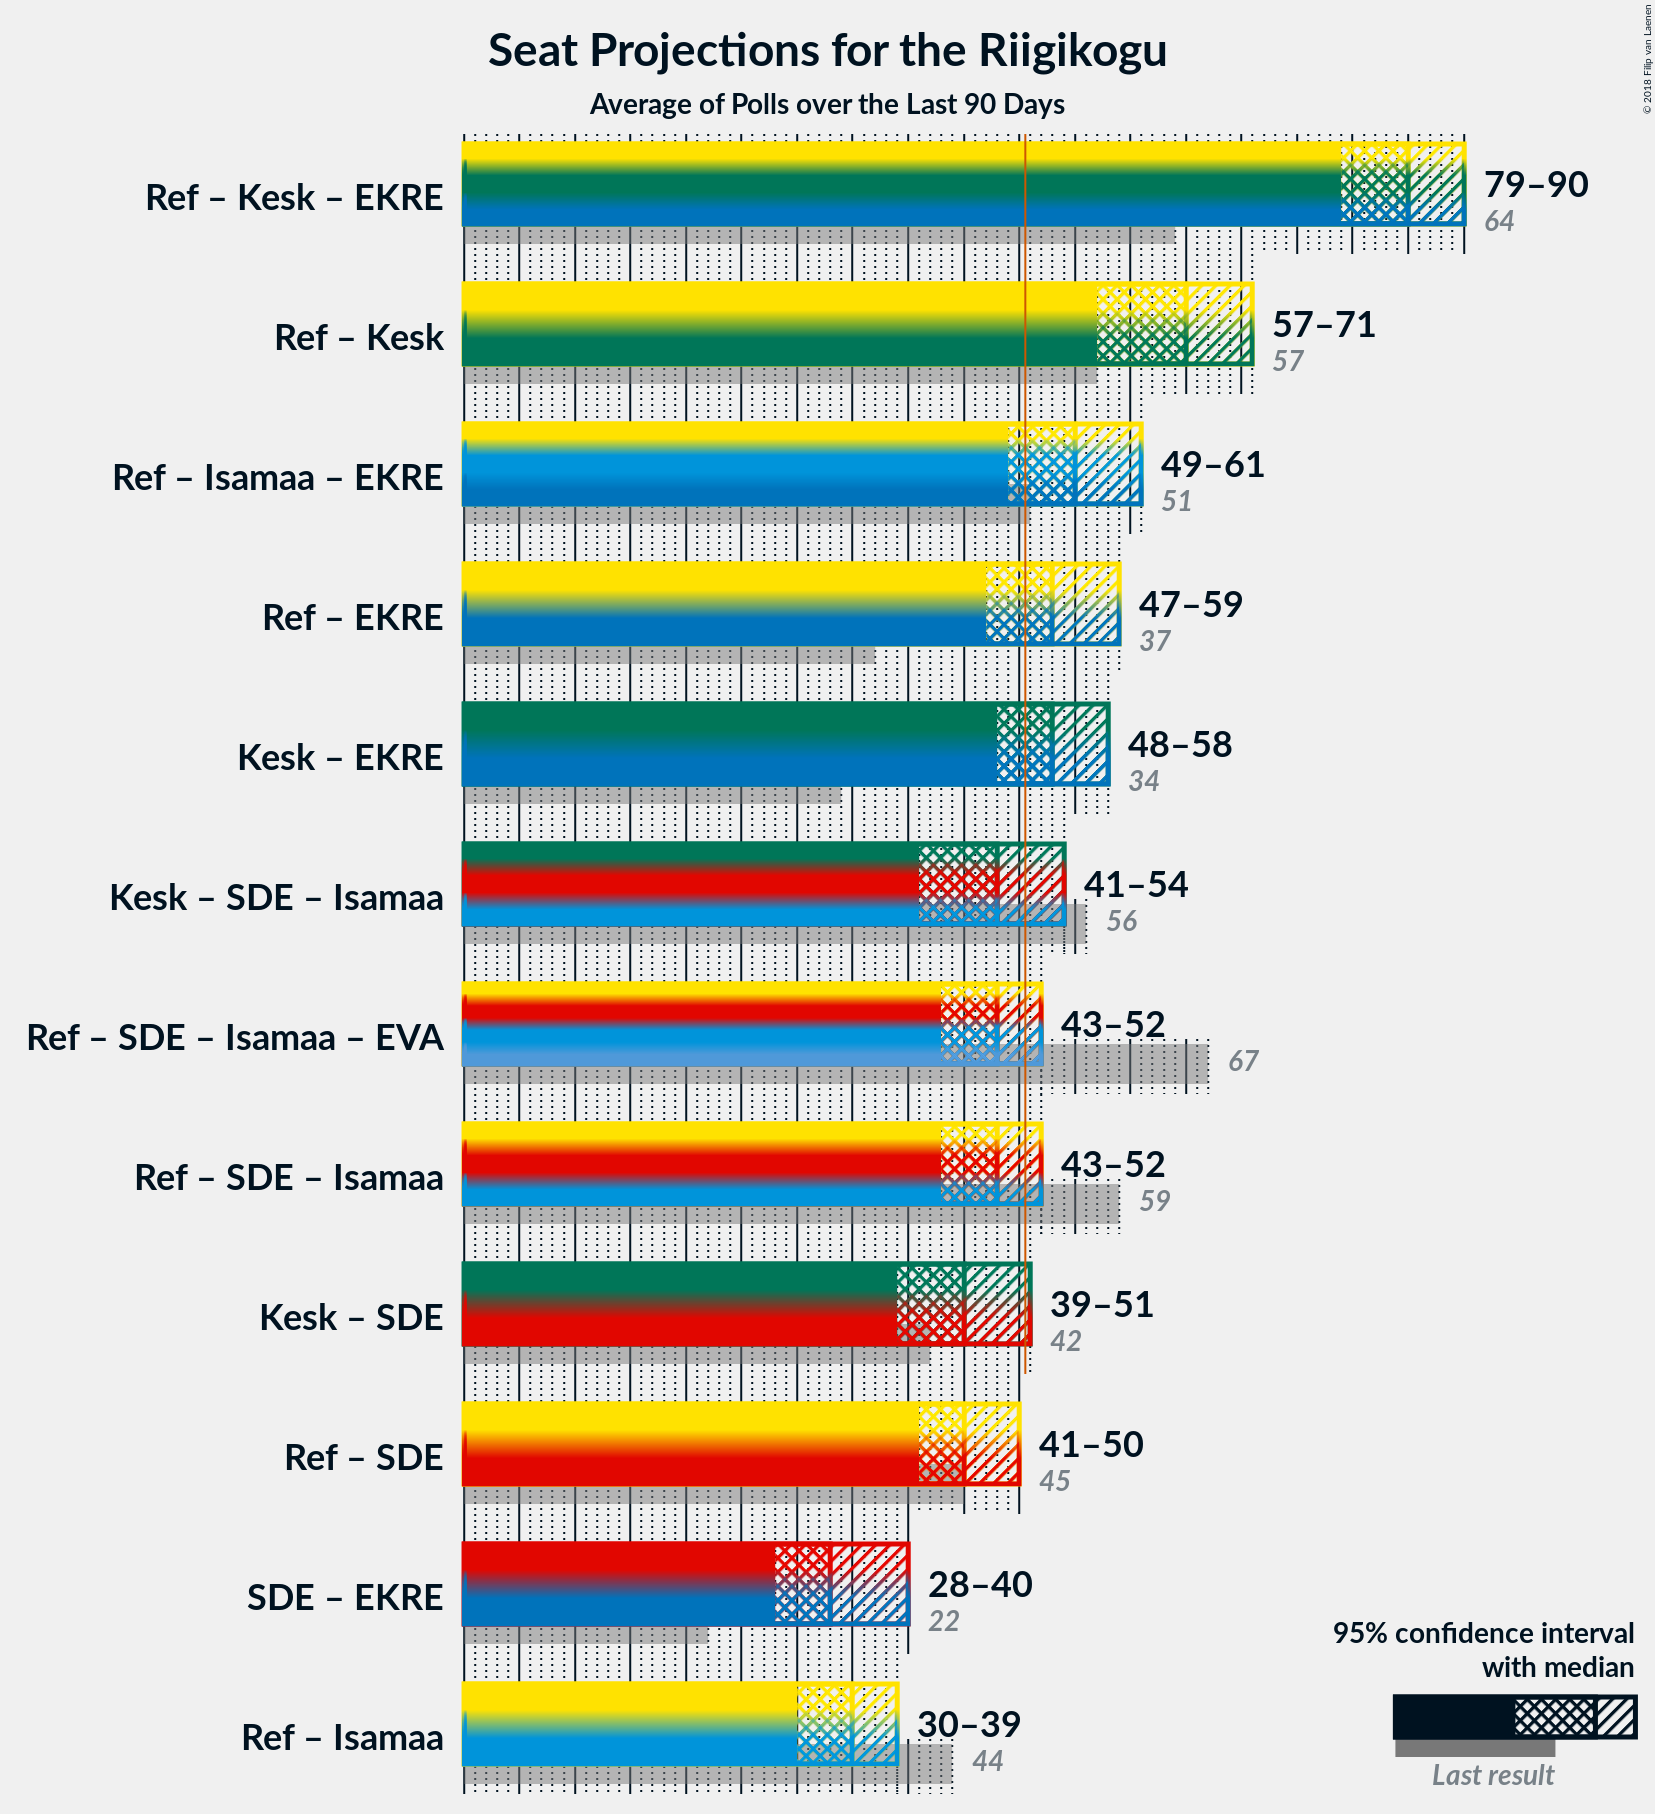 Seat Projections for the Riigikogu
Average of Polls over the Last 90 Days
© 2018 Filip van Laenen
Ref – Kesk – EKRE
79–90
64
Ref – Kesk
57–71
57
Ref – Isamaa – EKRE
49–61
51
Ref – EKRE
47–59
37
Kesk – EKRE
48–58
34
Kesk – SDE – Isamaa
41–54
56
Ref – SDE – Isamaa – EVA
43–52
67
Ref – SDE – Isamaa
43–52
59
Kesk – SDE
39–51
42
Ref – SDE
41–50
45
SDE – EKRE
28–40
22
Ref – Isamaa
30–39
44
95% confidence interval
with median
Last result